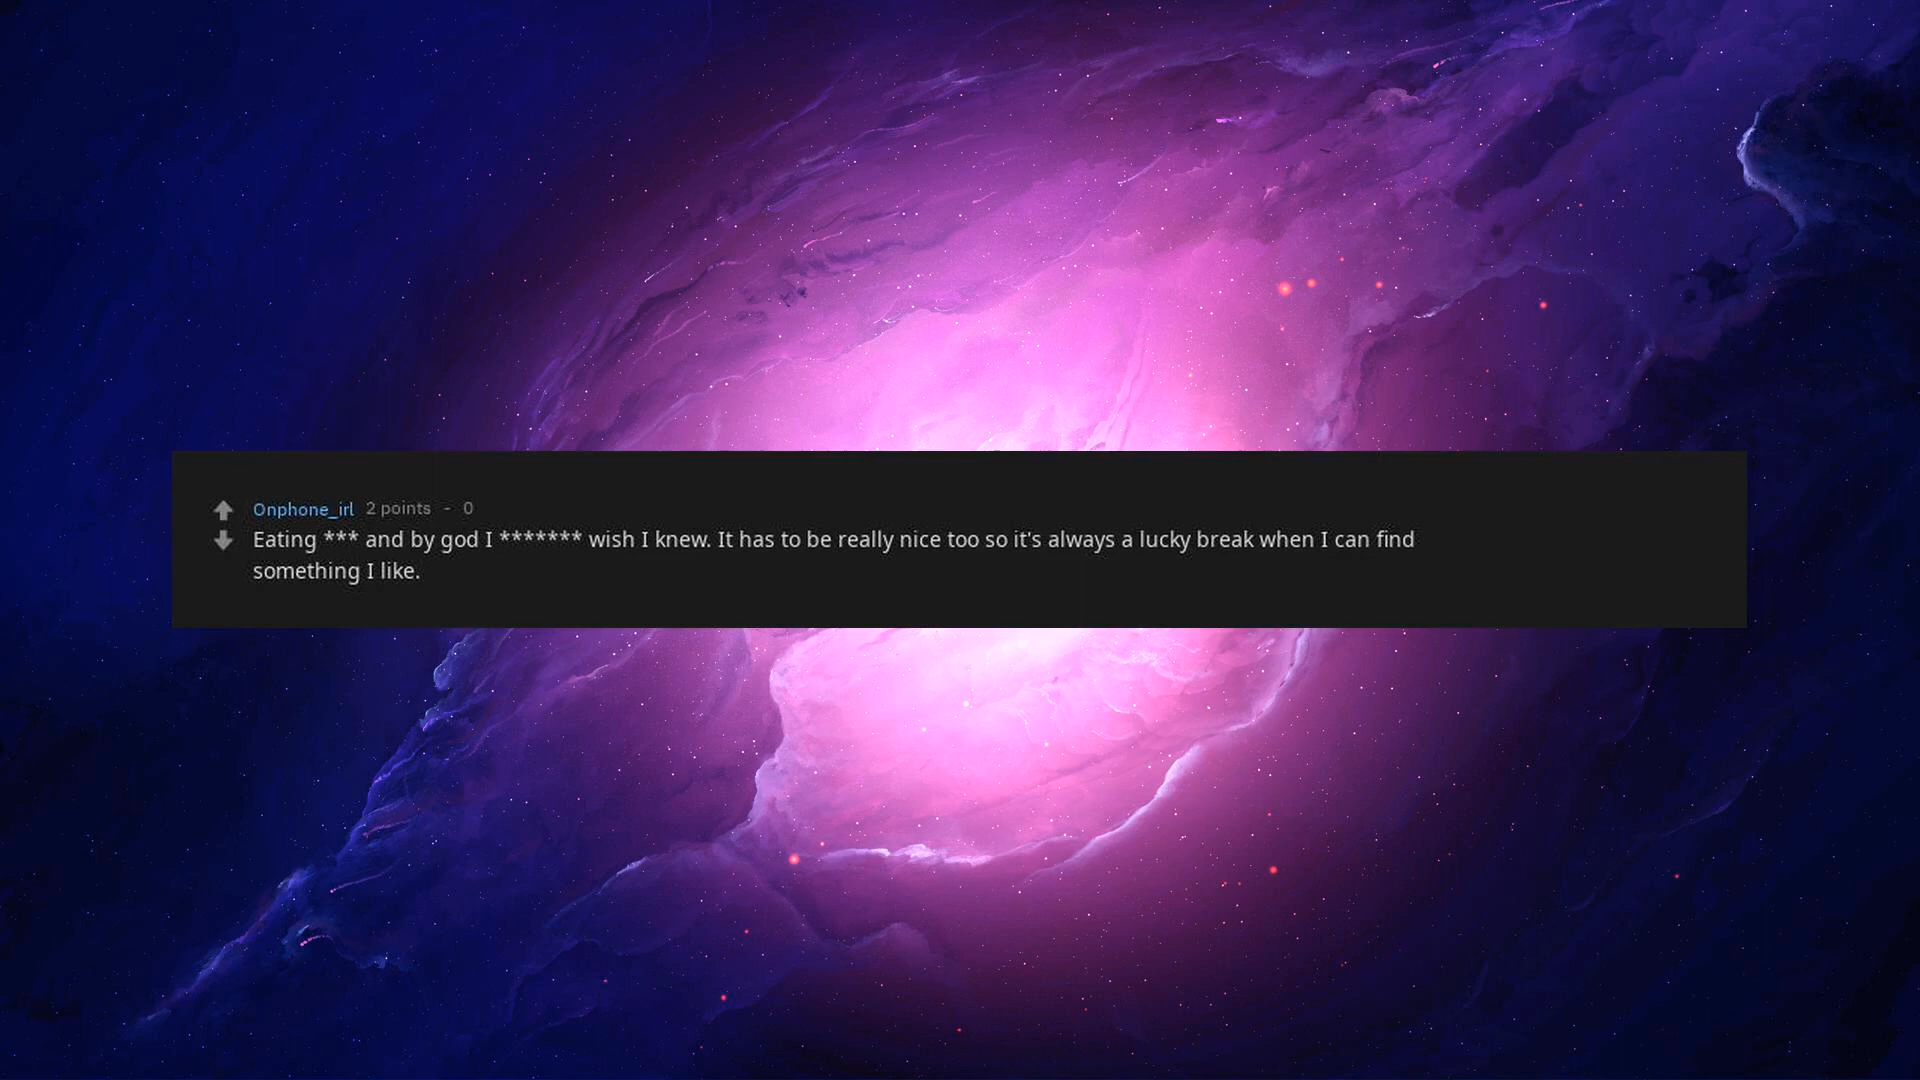 Onphone_irl 2 points - 0
Eating *** and by god I ******* wish I knew. It has to be really nice too so it's always a lucky break when I can find
something I like.